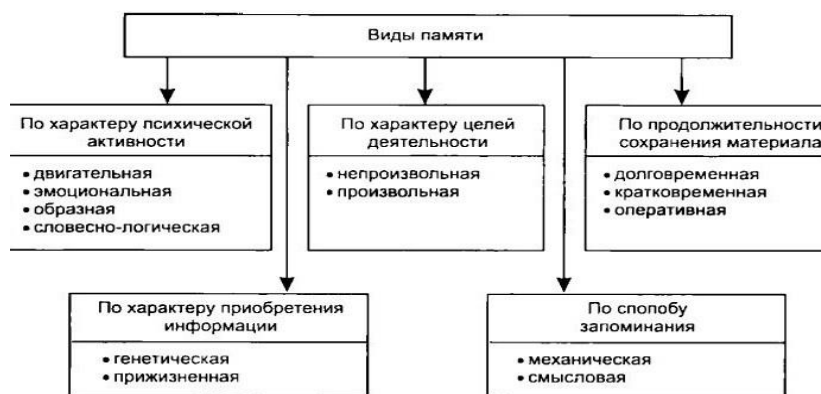 Виды памяти
По характеру психической
активности
• двигательная
• эмоциональная
• образная
• словесно-логическая
По характеру целей
деятельности
• непроизвольная
• произвольная
По продолжительности
сохранения материала
• долговременная
• кратковременная
• оперативная
По характеру приобретения
информации
• генетическая
• прижизненная
По спопобу
запоминания
• механическая
• смысловая